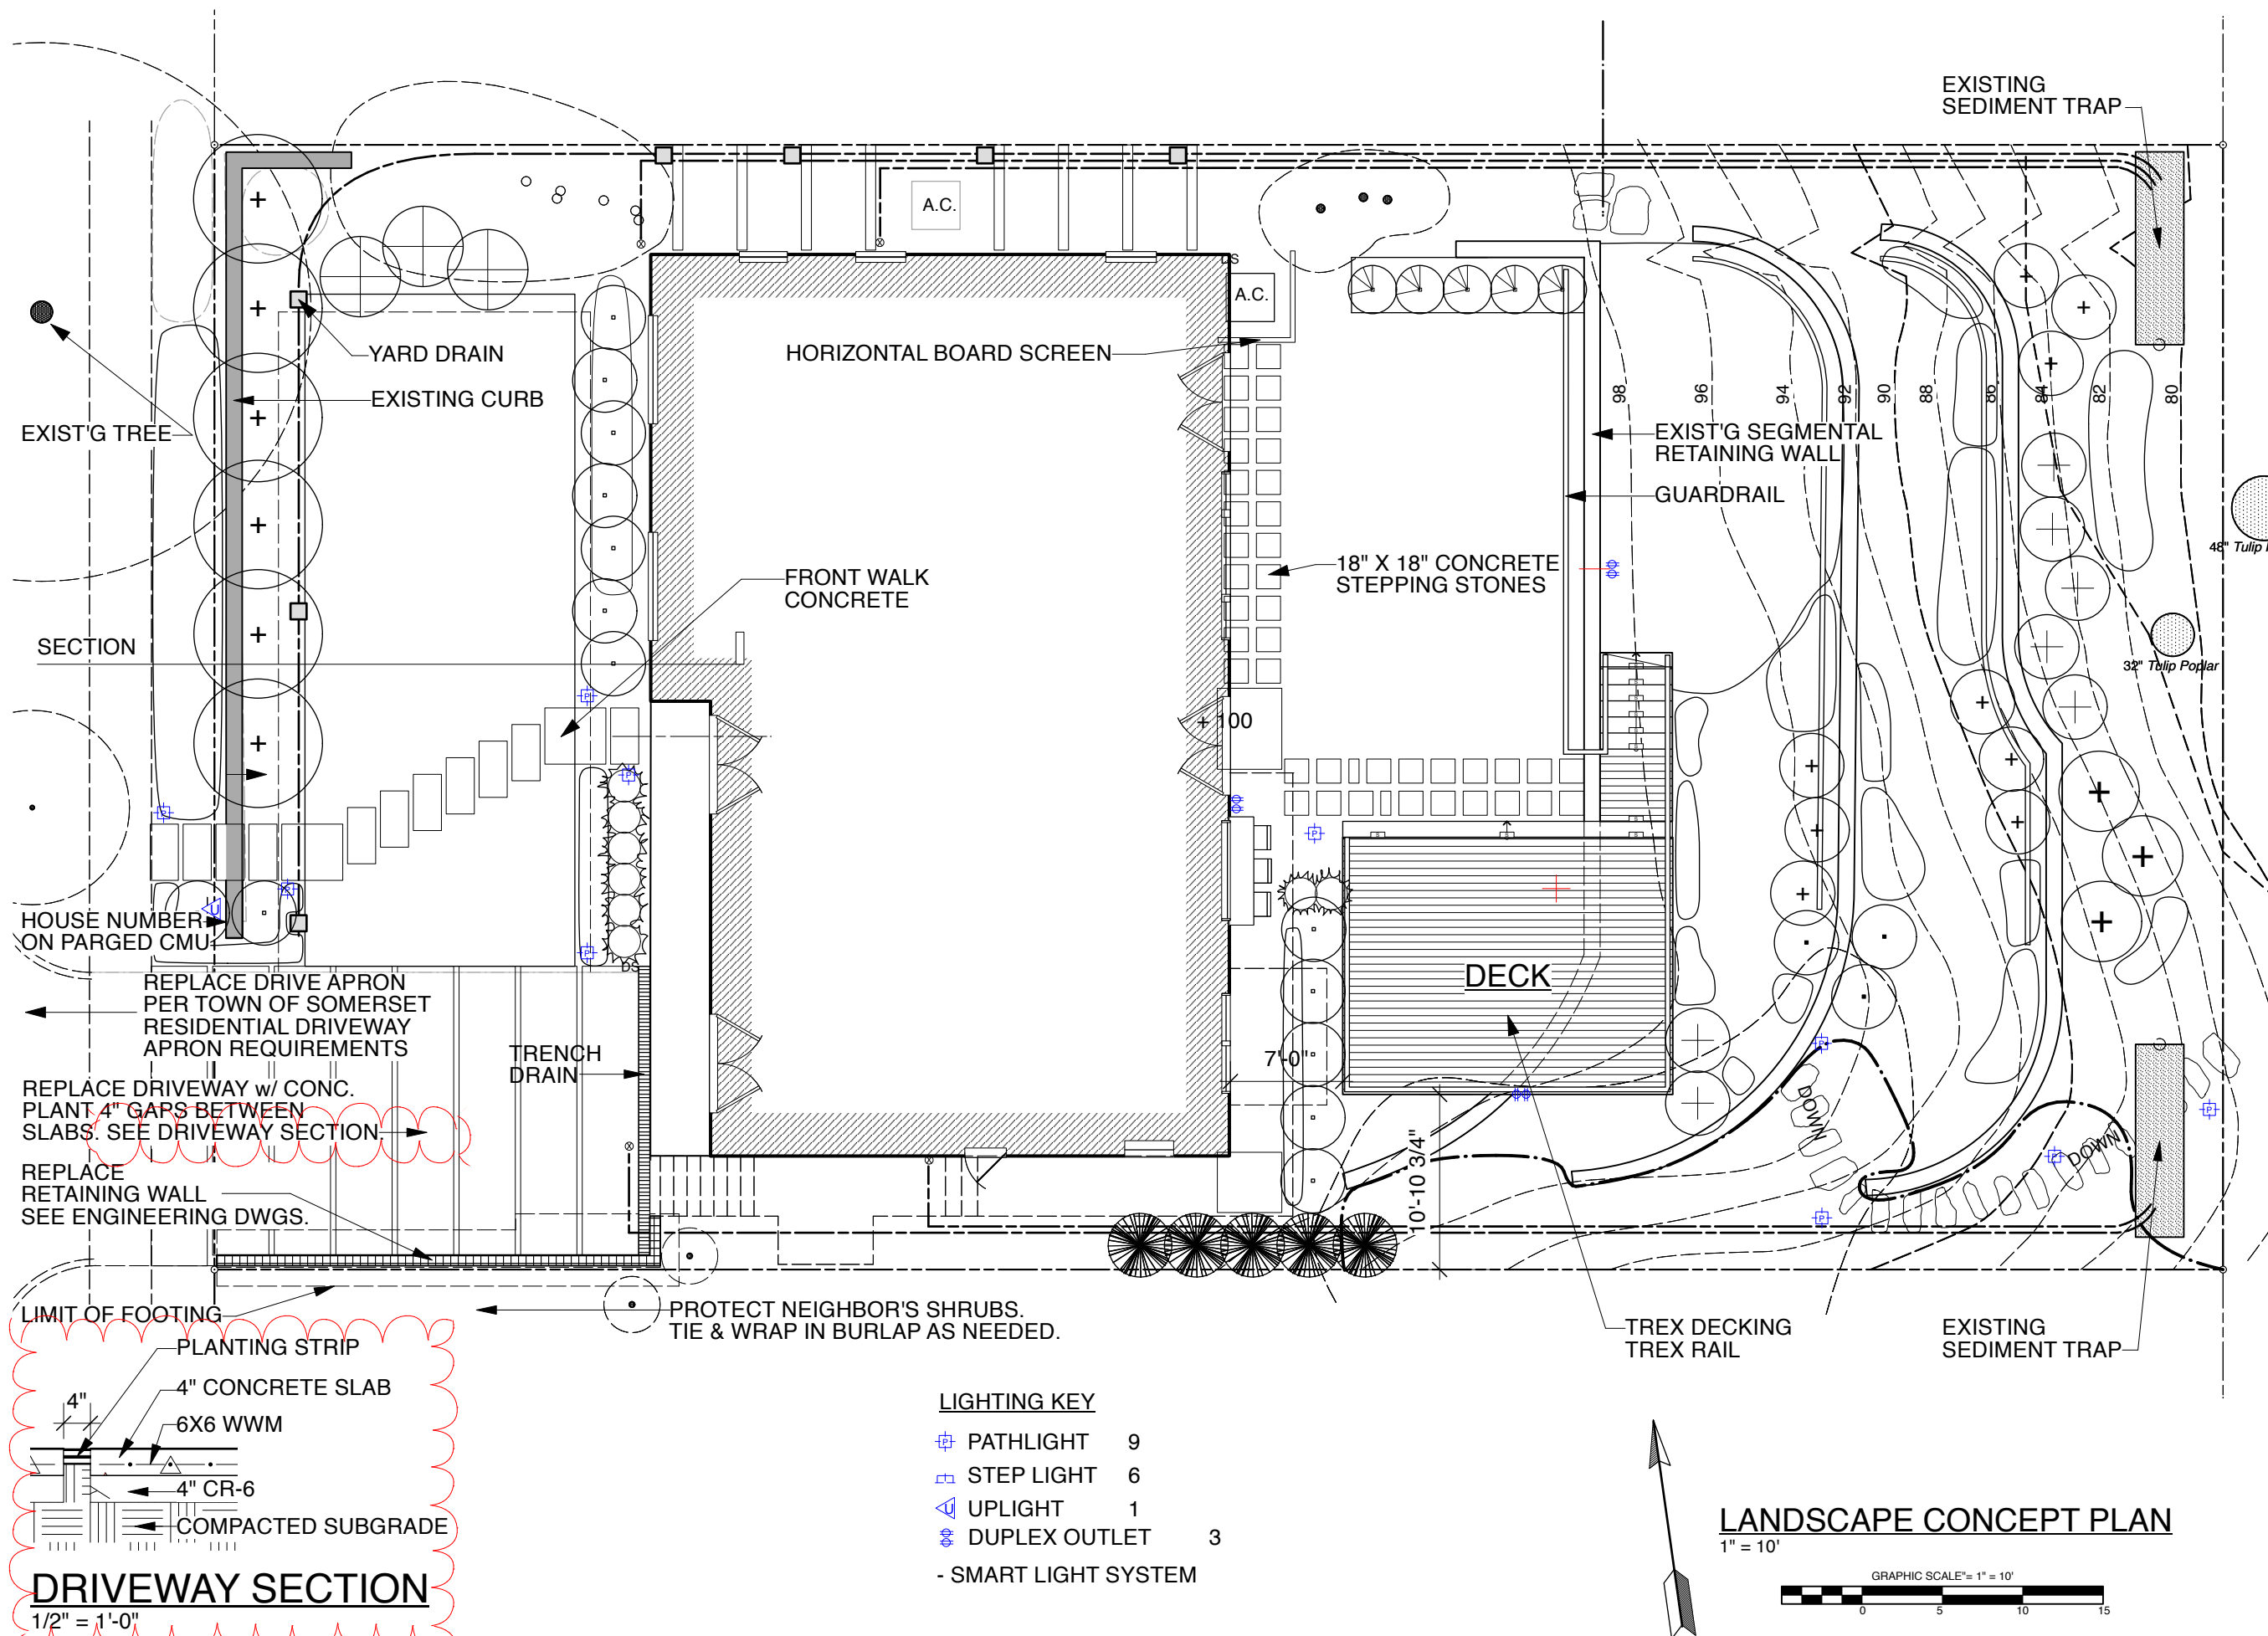 EXISTING
SEDIMENT TRAP
A.C.
DS
A.C.
YARD DRAIN
HORIZONTAL BOARD SCREEN
EXISTING CURB
98
96
94
92
90
88
86
84
82
80
EXIST'G TREE
EXIST'G SEGMENTAL
RETAINING WALL
GUARDRAIL
48" Tulip
18" X 18" CONCRETE
STEPPING STONES
FRONT WALK
CONCRETE
SECTION
32" Tulip Poplar
+ 100
HOUSE NUMBER
ON PARGED CMU
DS
DECK
REPLACE DRIVE APRON
PER TOWN OF SOMERSET
RESIDENTIAL DRIVEWAY
APRON REQUIREMENTS
TRENCH
DRAIN
7'-0"
REPLACE DRIVEWAY w/ CONC.
PLANT 4" GAPS BETWEEN
SLABS. SEE DRIVEWAY SECTION.
DOWN
DOWN
10'-10 3/4"
REPLACE
RETAINING WALL
SEE ENGINEERING DWGS.
LIMIT OF FOOTING
PROTECT NEIGHBOR'S SHRUBS.
TIE & WRAP IN BURLAP AS NEEDED.
TREX DECKING
TREX RAIL
EXISTING
SEDIMENT TRAP
PLANTING STRIP
4" CONCRETE SLAB
4"
6X6 WWM
4" CR-6
COMPACTED SUBGRADE
DRIVEWAY SECTION
1/2" = 1'-0"
LIGHTING KEY
P PATHLIGHT 9
STEP LIGHT 6
U UPLIGHT 1
DUPLEX OUTLET 3
- SMART LIGHT SYSTEM
LANDSCAPE CONCEPT PLAN
1" = 10'
GRAPHIC SCALE"= 1" = 10'
0 5 10 15